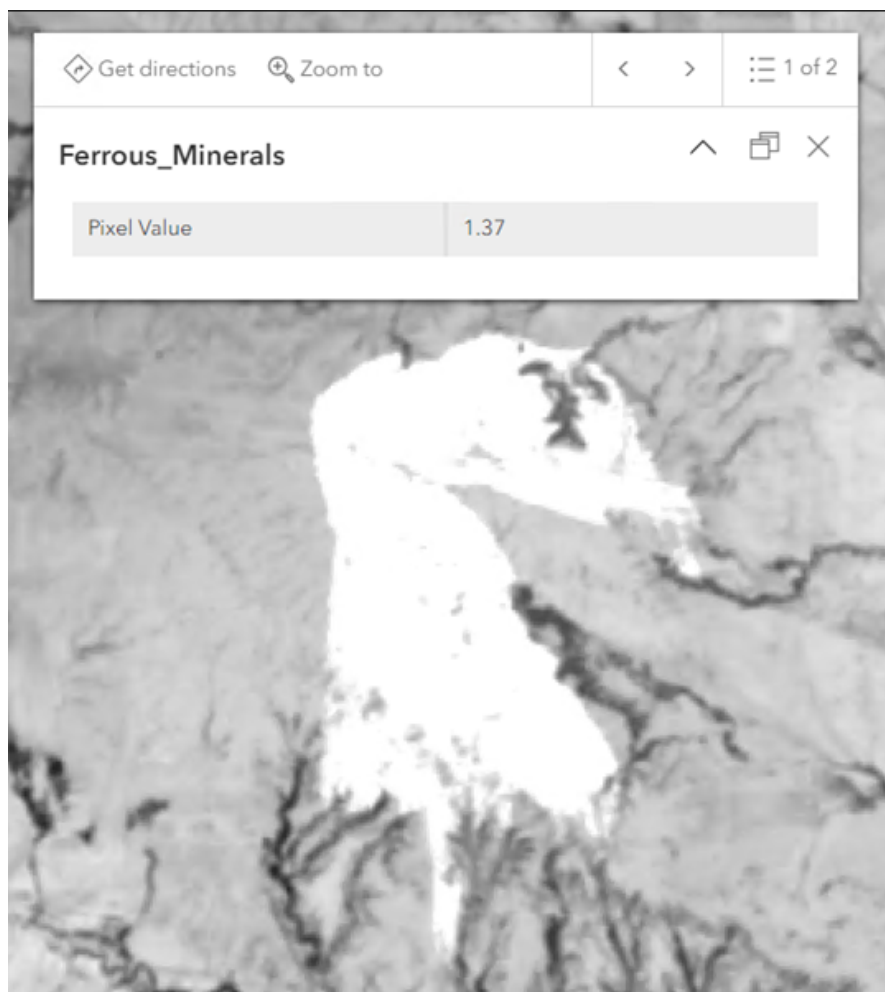 Get directions Zoom to 1 of 2
Ferrous_Minerals
Pixel Value 1.37